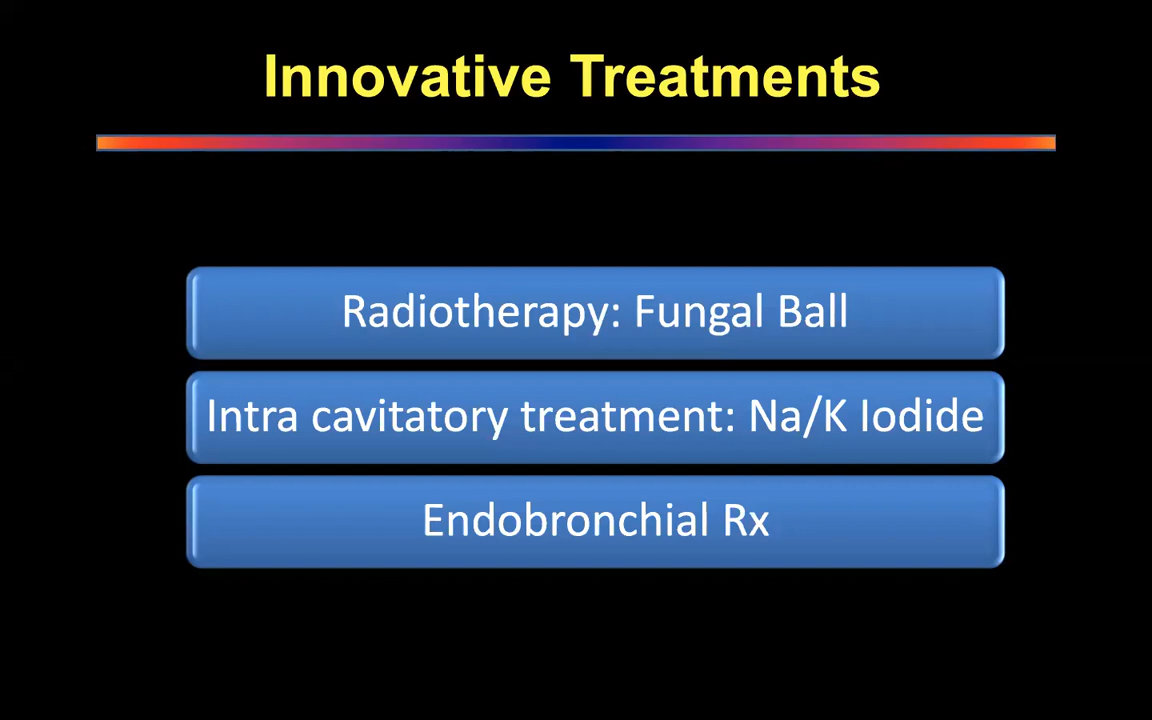 Innovative Treatments
Radiotherapy: Fungal Ball
Intra cavitatory treatment: Na/K Iodide
Endobronchial Rx